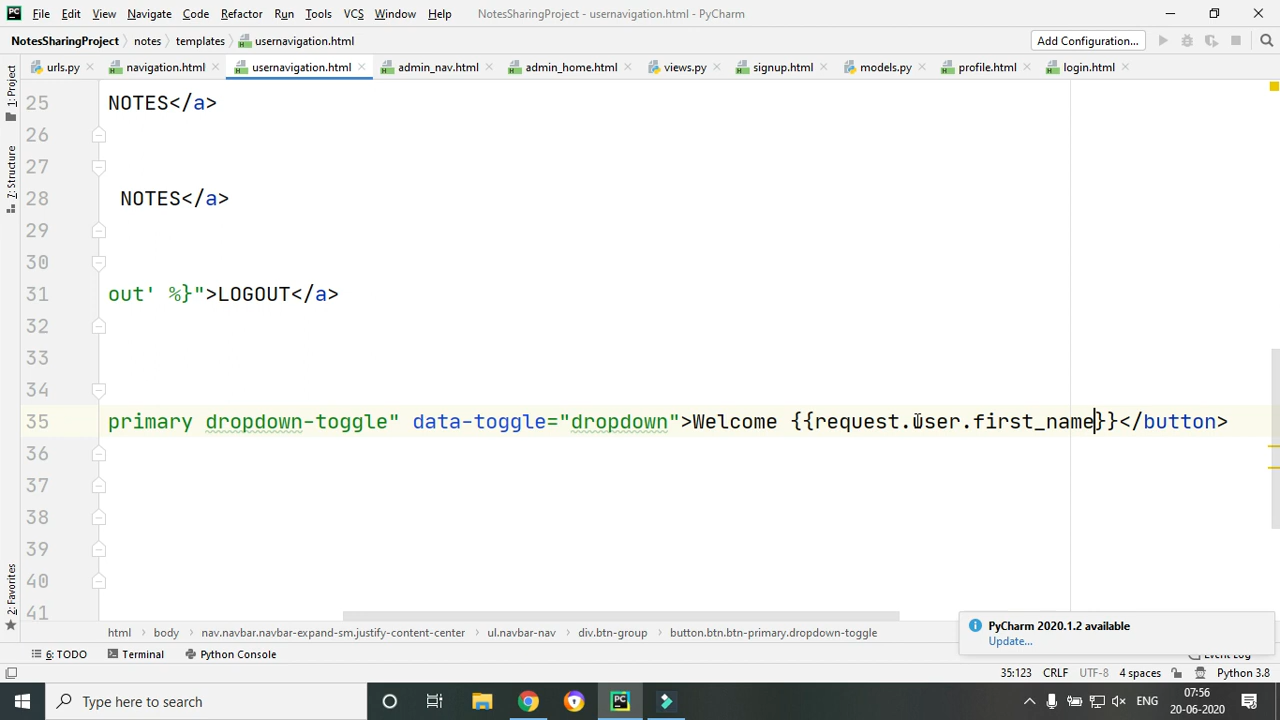 File Edit View Navigate Code Refactor Run Tools VCS Window Help NotesSharingProject - usernavigation.html - PyCharm
NotesSharingProject notes templates usernavigation.html Add Configuration...
urls.py navigation.html usernavigation.html admin_nav.html admin_home.html views.py signup.html models.py profile.html login.html
1: Project
7: Structure
2: Favorites
25 NOTES</a>
26
27
28 NOTES</a>
29
30
31 out' %}">LOGOUT</a>
32
33
34
35 primary dropdown-toggle" data-toggle="dropdown">Welcome {{request.user.first_name}}</button>
36
37
38
39
40
41
html body nav.navbar.navbar-expand-sm.justify-content-center ul.navbar-nav div.btn-group button.btn.btn-primary.dropdown-toggle
PyCharm 2020.1.2 available
Update...
6: TODO Terminal Python Console Event Log
35:123 CRLF UTF-8 4 spaces Python 3.8
Type here to search
ENG
07:56
20-06-2020